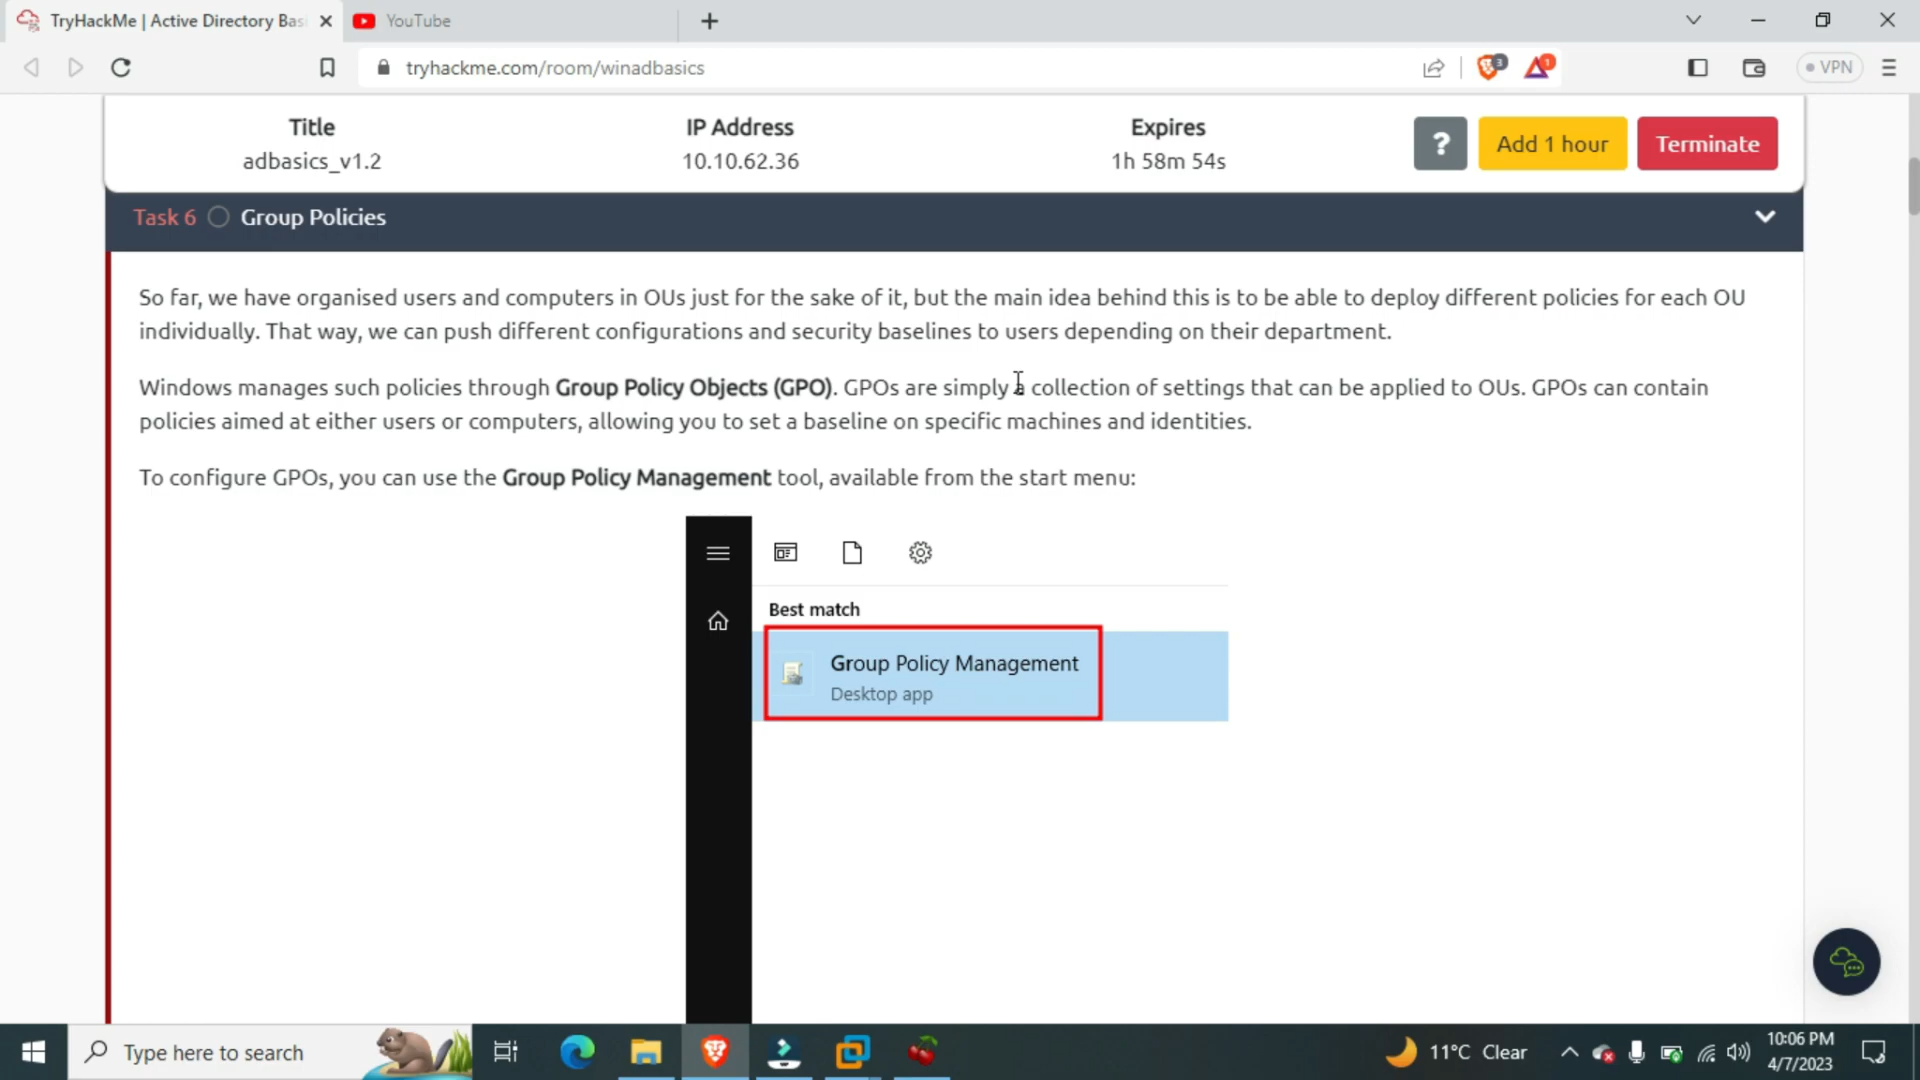 TryHackMe | Active Directory Bas
YouTube
tryhackme.com/room/winadbasics
3
1
VPN
Title
IP Address
Expires
adbasics_v1.2
10.10.62.36
1h 58m 54s
?
Add 1 hour
Terminate
Task 6
Group Policies
So far, we have organised users and computers in OUs just for the sake of it, but the main idea behind this is to be able to deploy different policies for each OU
individually. That way, we can push different configurations and security baselines to users depending on their department.
Windows manages such policies through Group Policy Objects (GPO). GPOs are simply a collection of settings that can be applied to OUs. GPOs can contain
policies aimed at either users or computers, allowing you to set a baseline on specific machines and identities.
To configure GPOs, you can use the Group Policy Management tool, available from the start menu:
Best match
Group Policy Management
Desktop app
Type here to search
11°C Clear
10:06 PM
4/7/2023